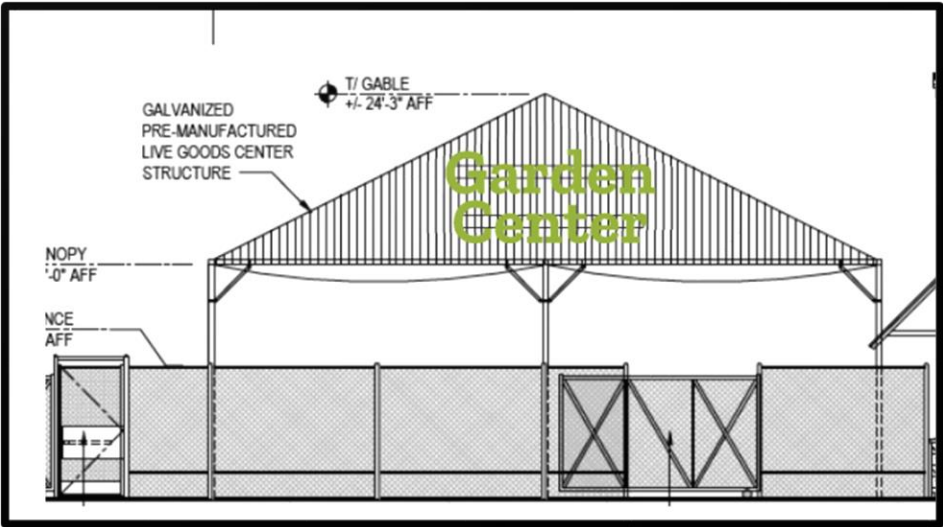 T/ GABLE
+/- 24'-3" AFF
GALVANIZED
PRE-MANUFACTURED
LIVE GOODS CENTER
STRUCTURE
Garden
Center
NOPY
'-0" AFF
NCE
AFF